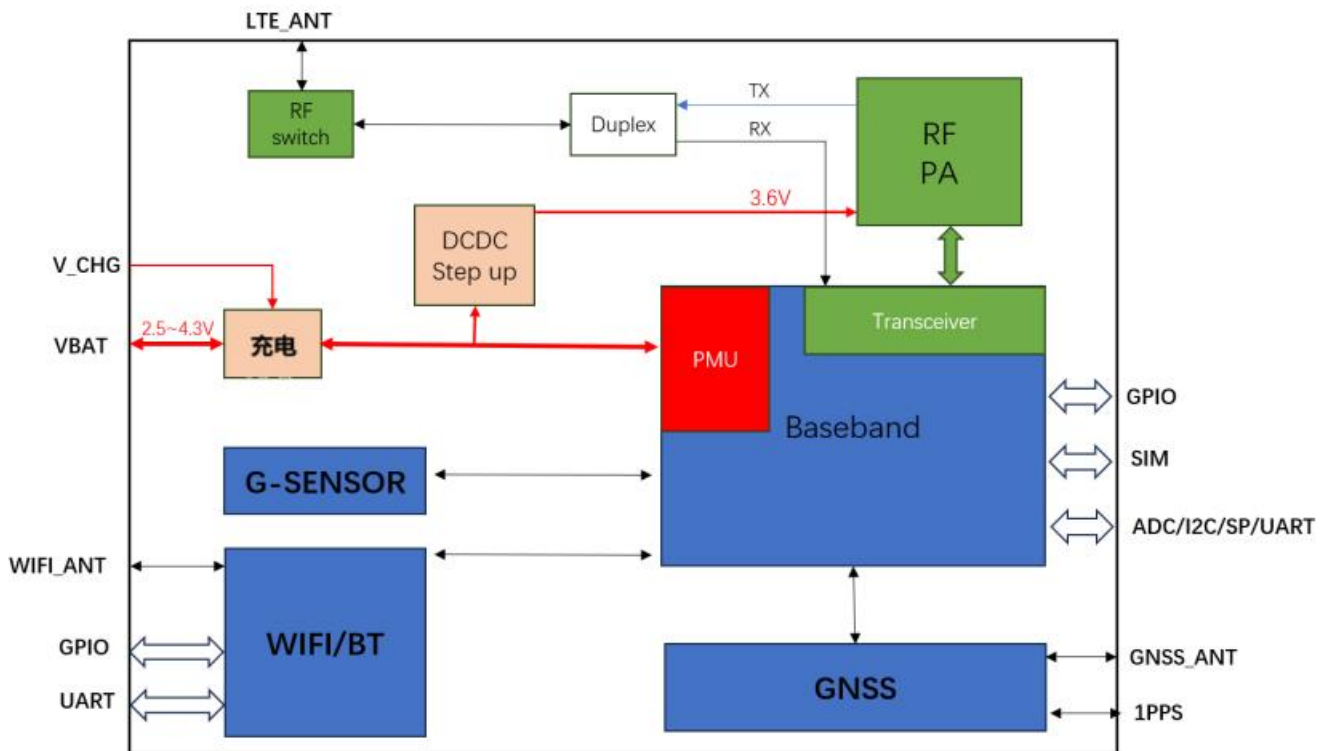 LTE_ANT
RF
switch
Duplex
TX
RX
RF
PA
3.6V
DCDC
Step up
V_CHG
2.5~4.3V
VBAT
充电
PMU
Transceiver
Baseband
GPIO
SIM
ADC/I2C/SP/UART
G-SENSOR
WIFI_ANT
WIFI/BT
GPIO
UART
GNSS
GNSS_ANT
1PPS